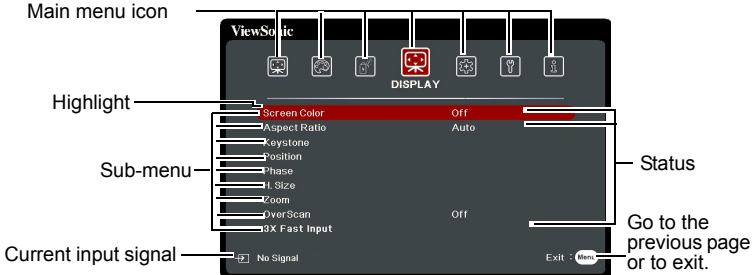 Main menu icon
ViewSonic
DISPLAY
Highlight
Screen Color Off
Aspect Ratio Auto
Keystone
Position
Sub-menu
Phase
Status
H. Size
Zoom
OverScan Off
3X Fast Input
Go to the
previous page
or to exit.
Current input signal
No Signal
Exit : Menu